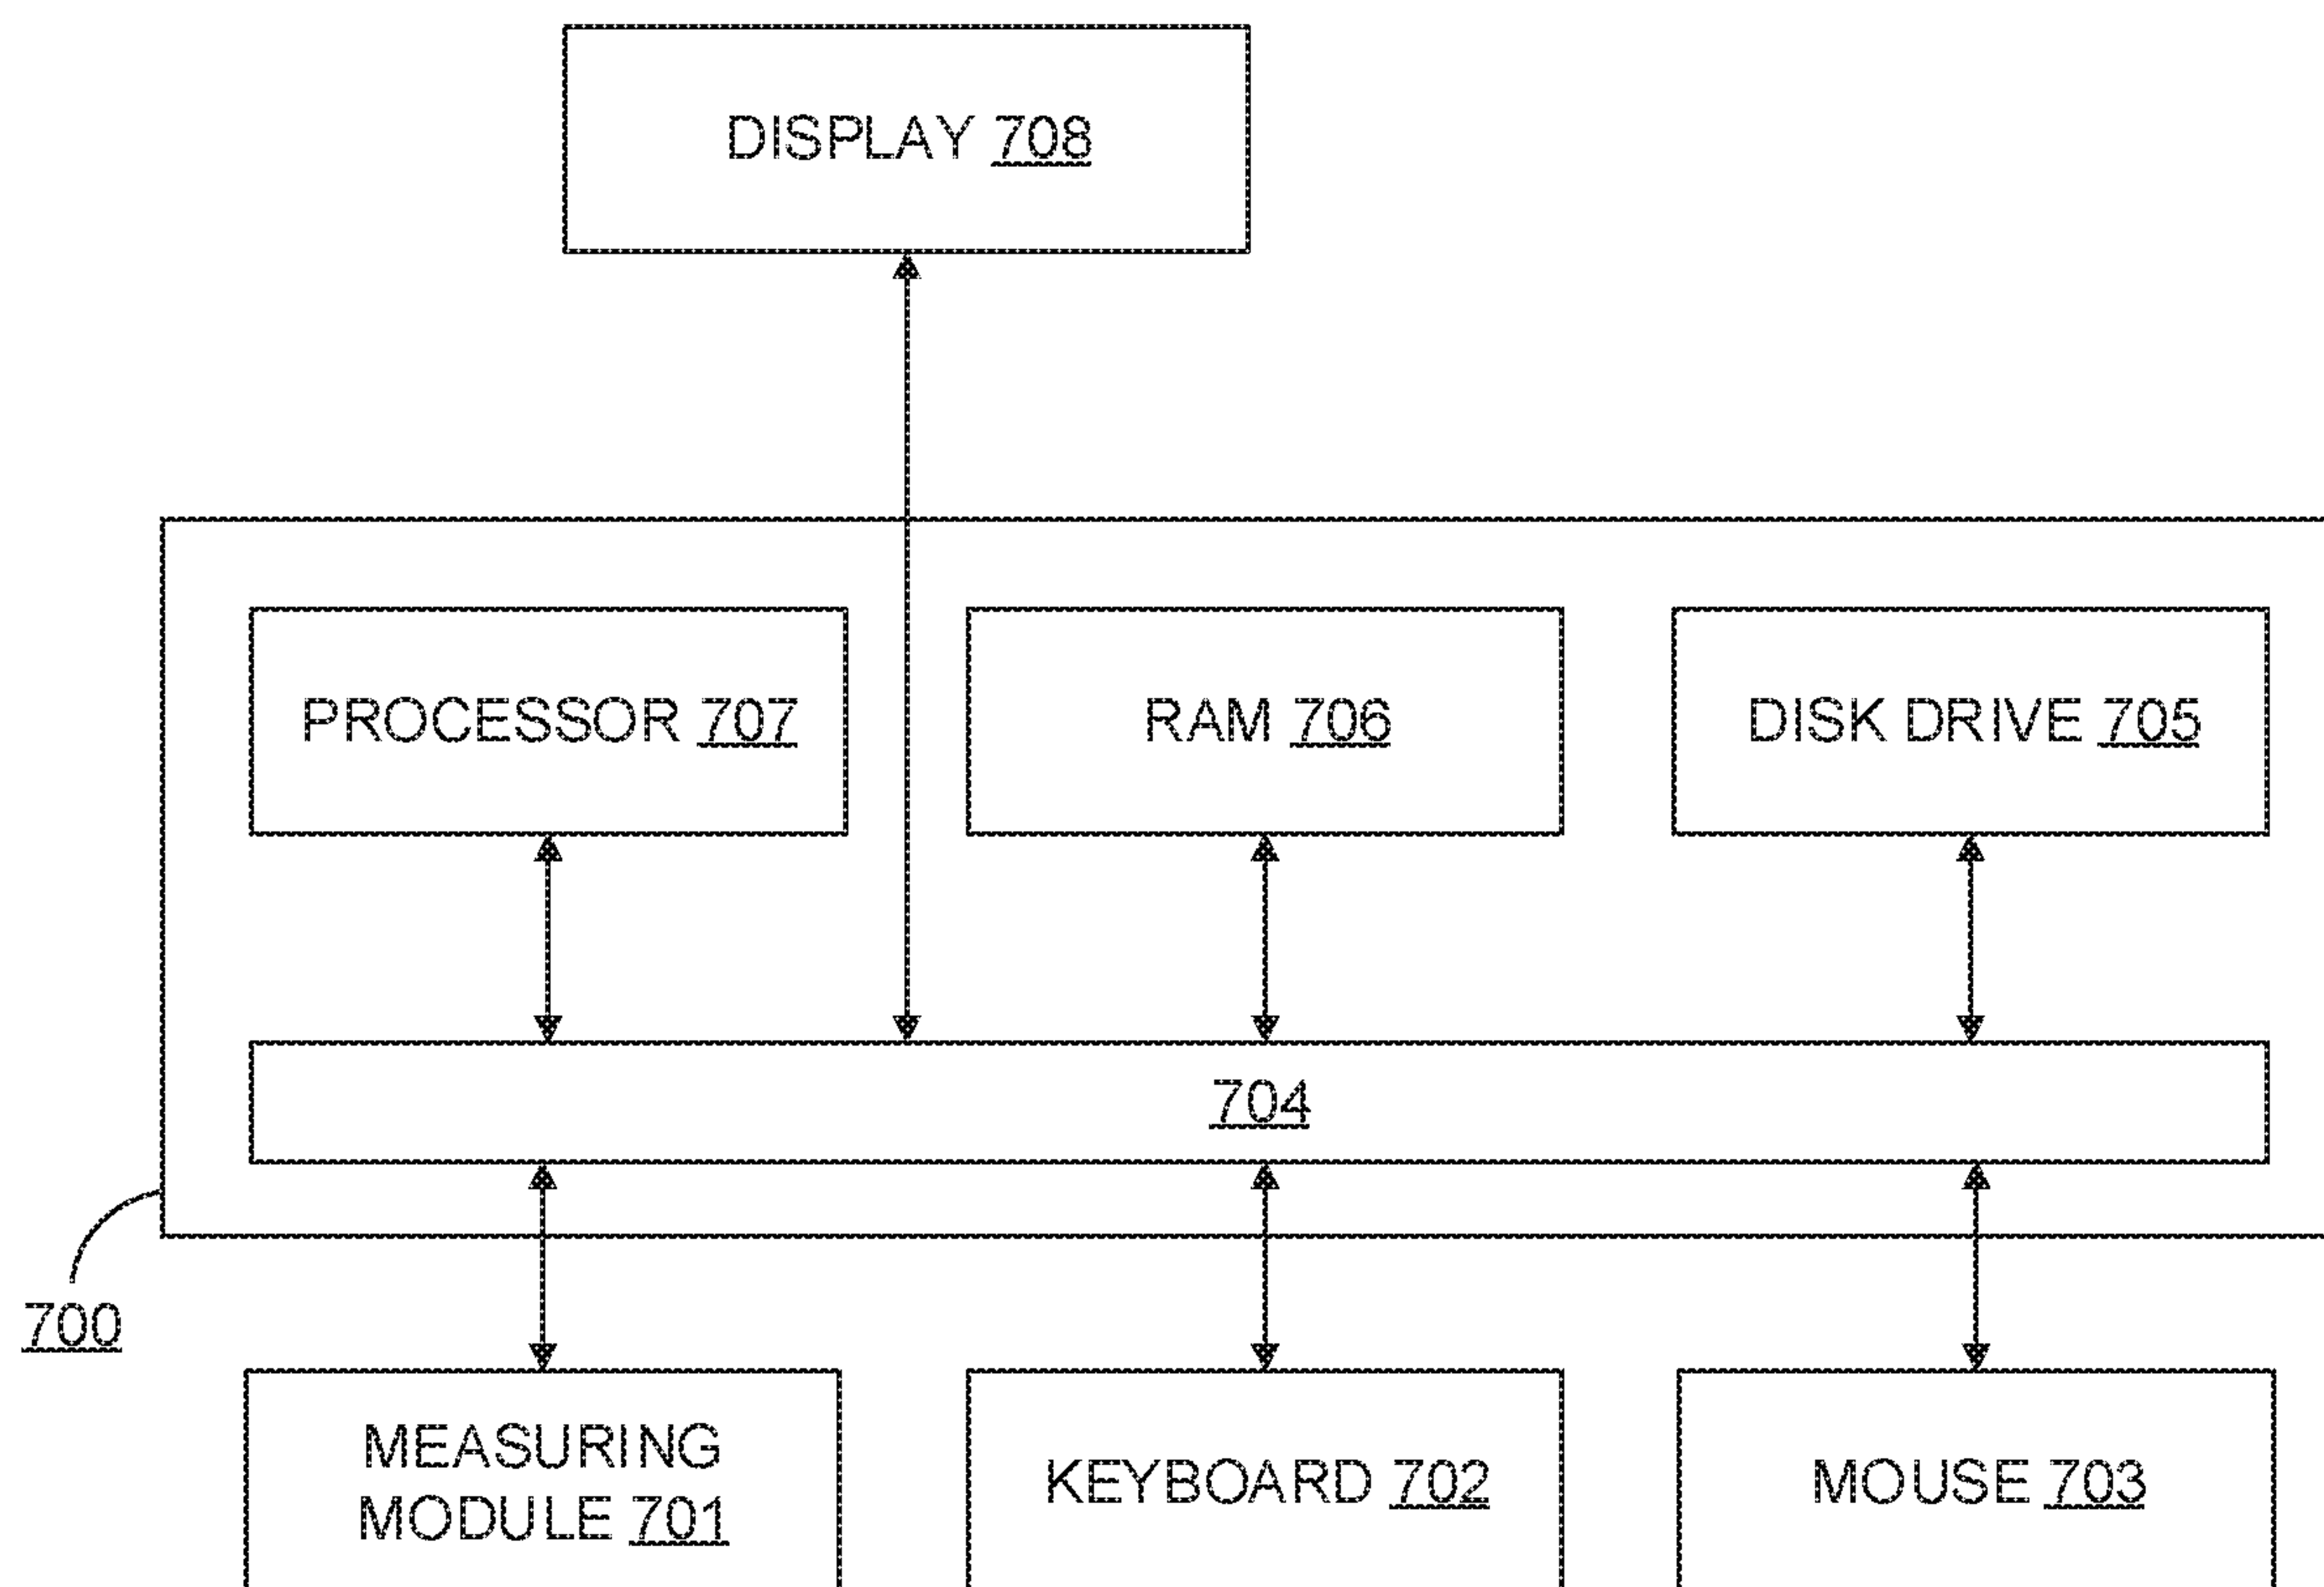 DISPLAY 708
PROCESSOR 707
RAM 706
DISK DRIVE 705
704
700
MEASURING
MODULE 701
KEYBOARD 702
MOUSE 703